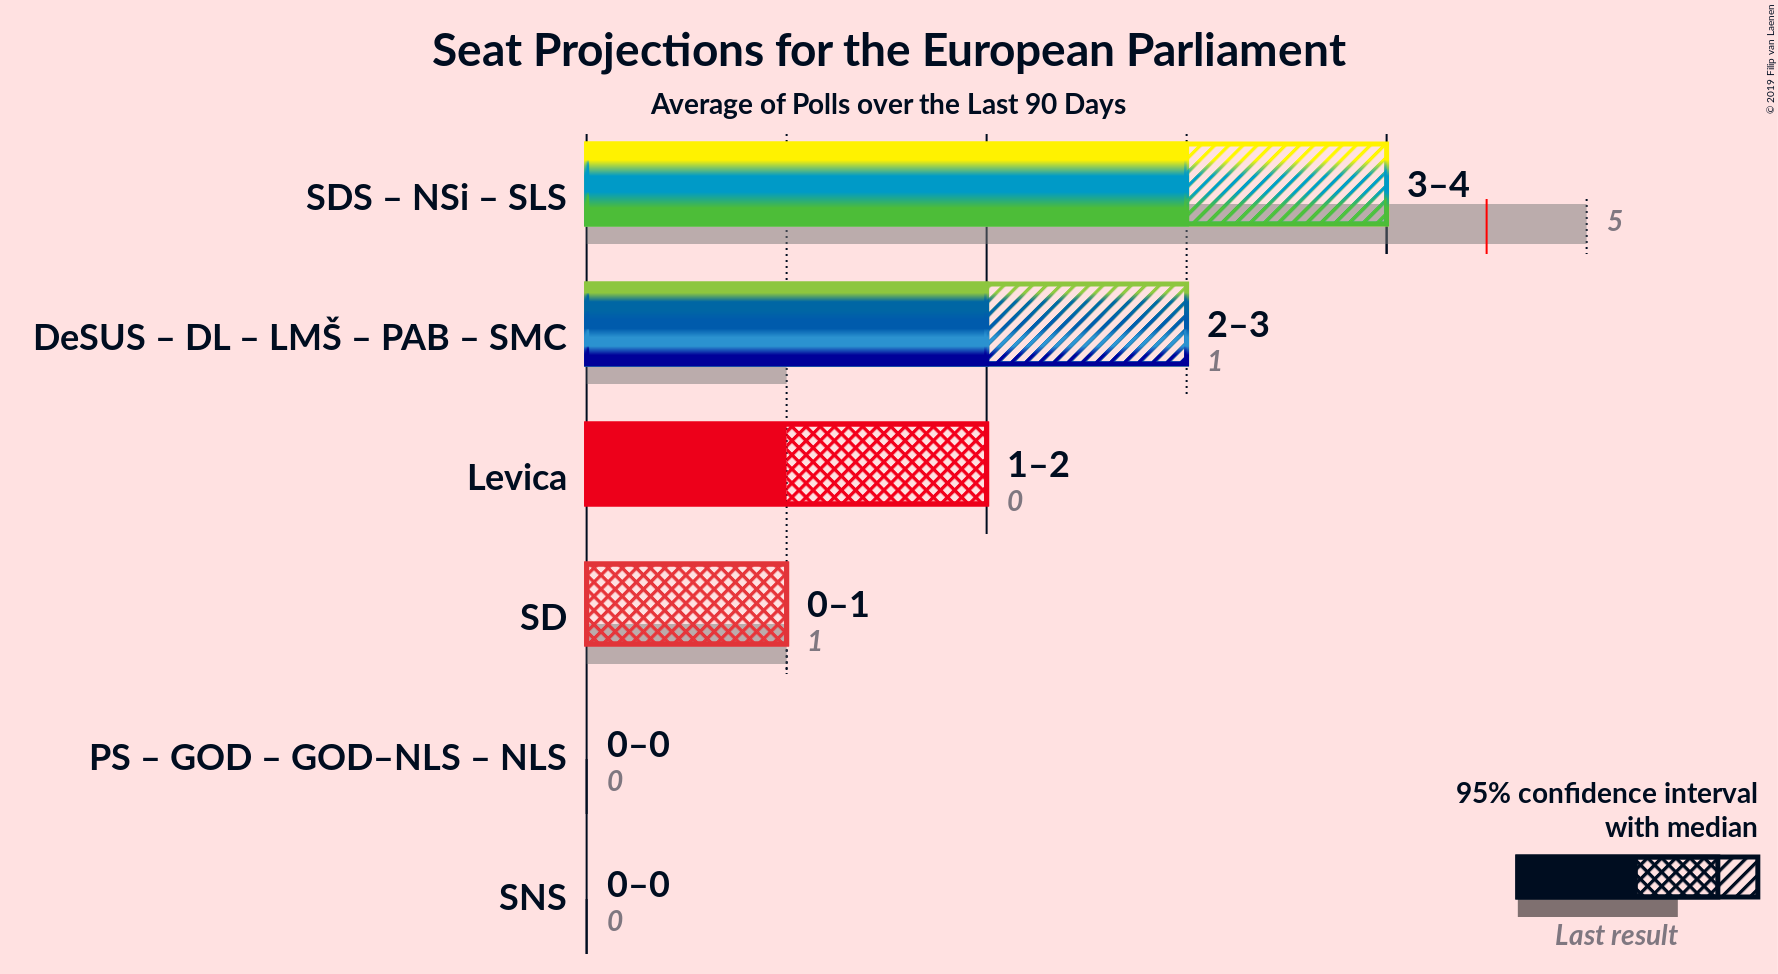 Seat Projections for the European Parliament
Average of Polls over the Last 90 Days
© 2019 Filip van Laenen
SDS – NSi – SLS
3–4
5
DeSUS – DL – LMŠ – PAB – SMC
2–3
1
Levica
1–2
0
SD
0–1
1
PS – GOD – GOD–NLS – NLS
0–0
0
SNS
0–0
0
95% confidence interval
with median
Last result